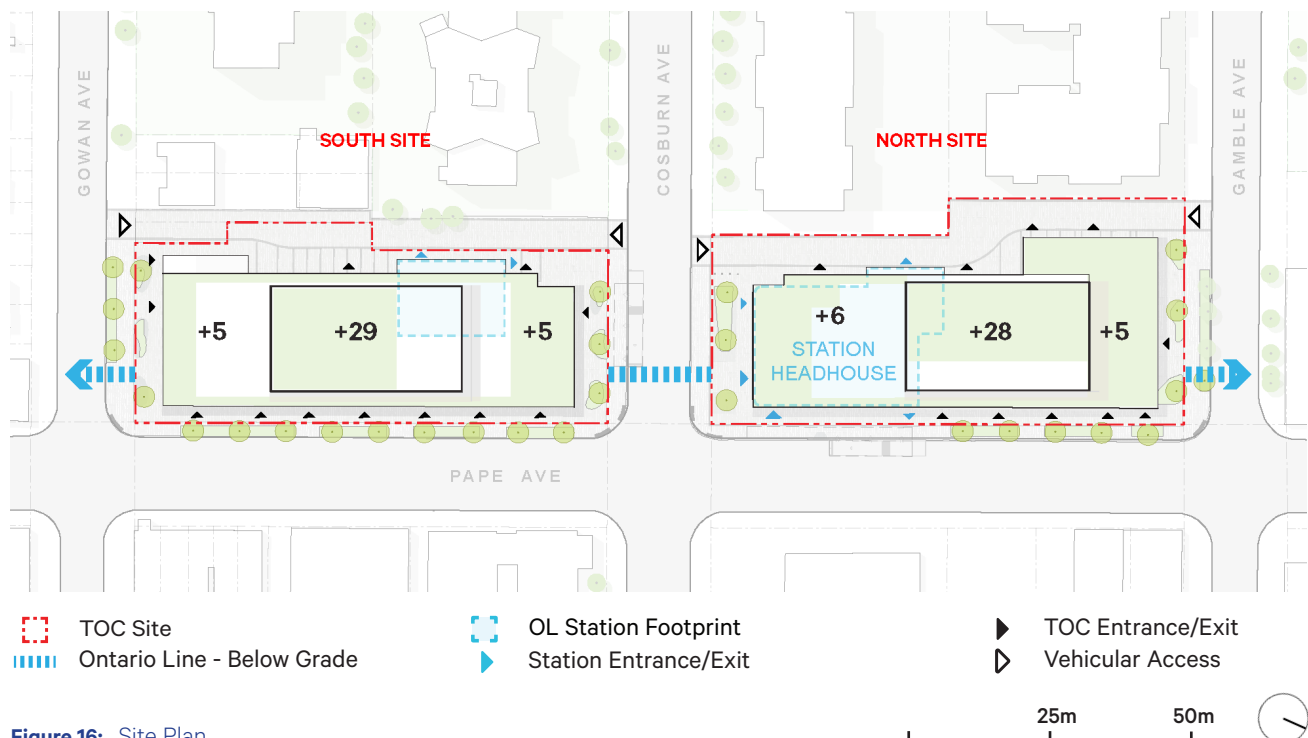 GOWAN AVE
COSBURN AVE
GAMBLE AVE
SOUTH SITE
NORTH SITE
+5
+29
+5
+6
+28
+5
STATION
HEADHOUSE
PAPE AVE
TOC Site
OL Station Footprint
TOC Entrance/Exit
Ontario Line - Below Grade
Station Entrance/Exit
Vehicular Access
25m
50m
Figure 16: Site Plan